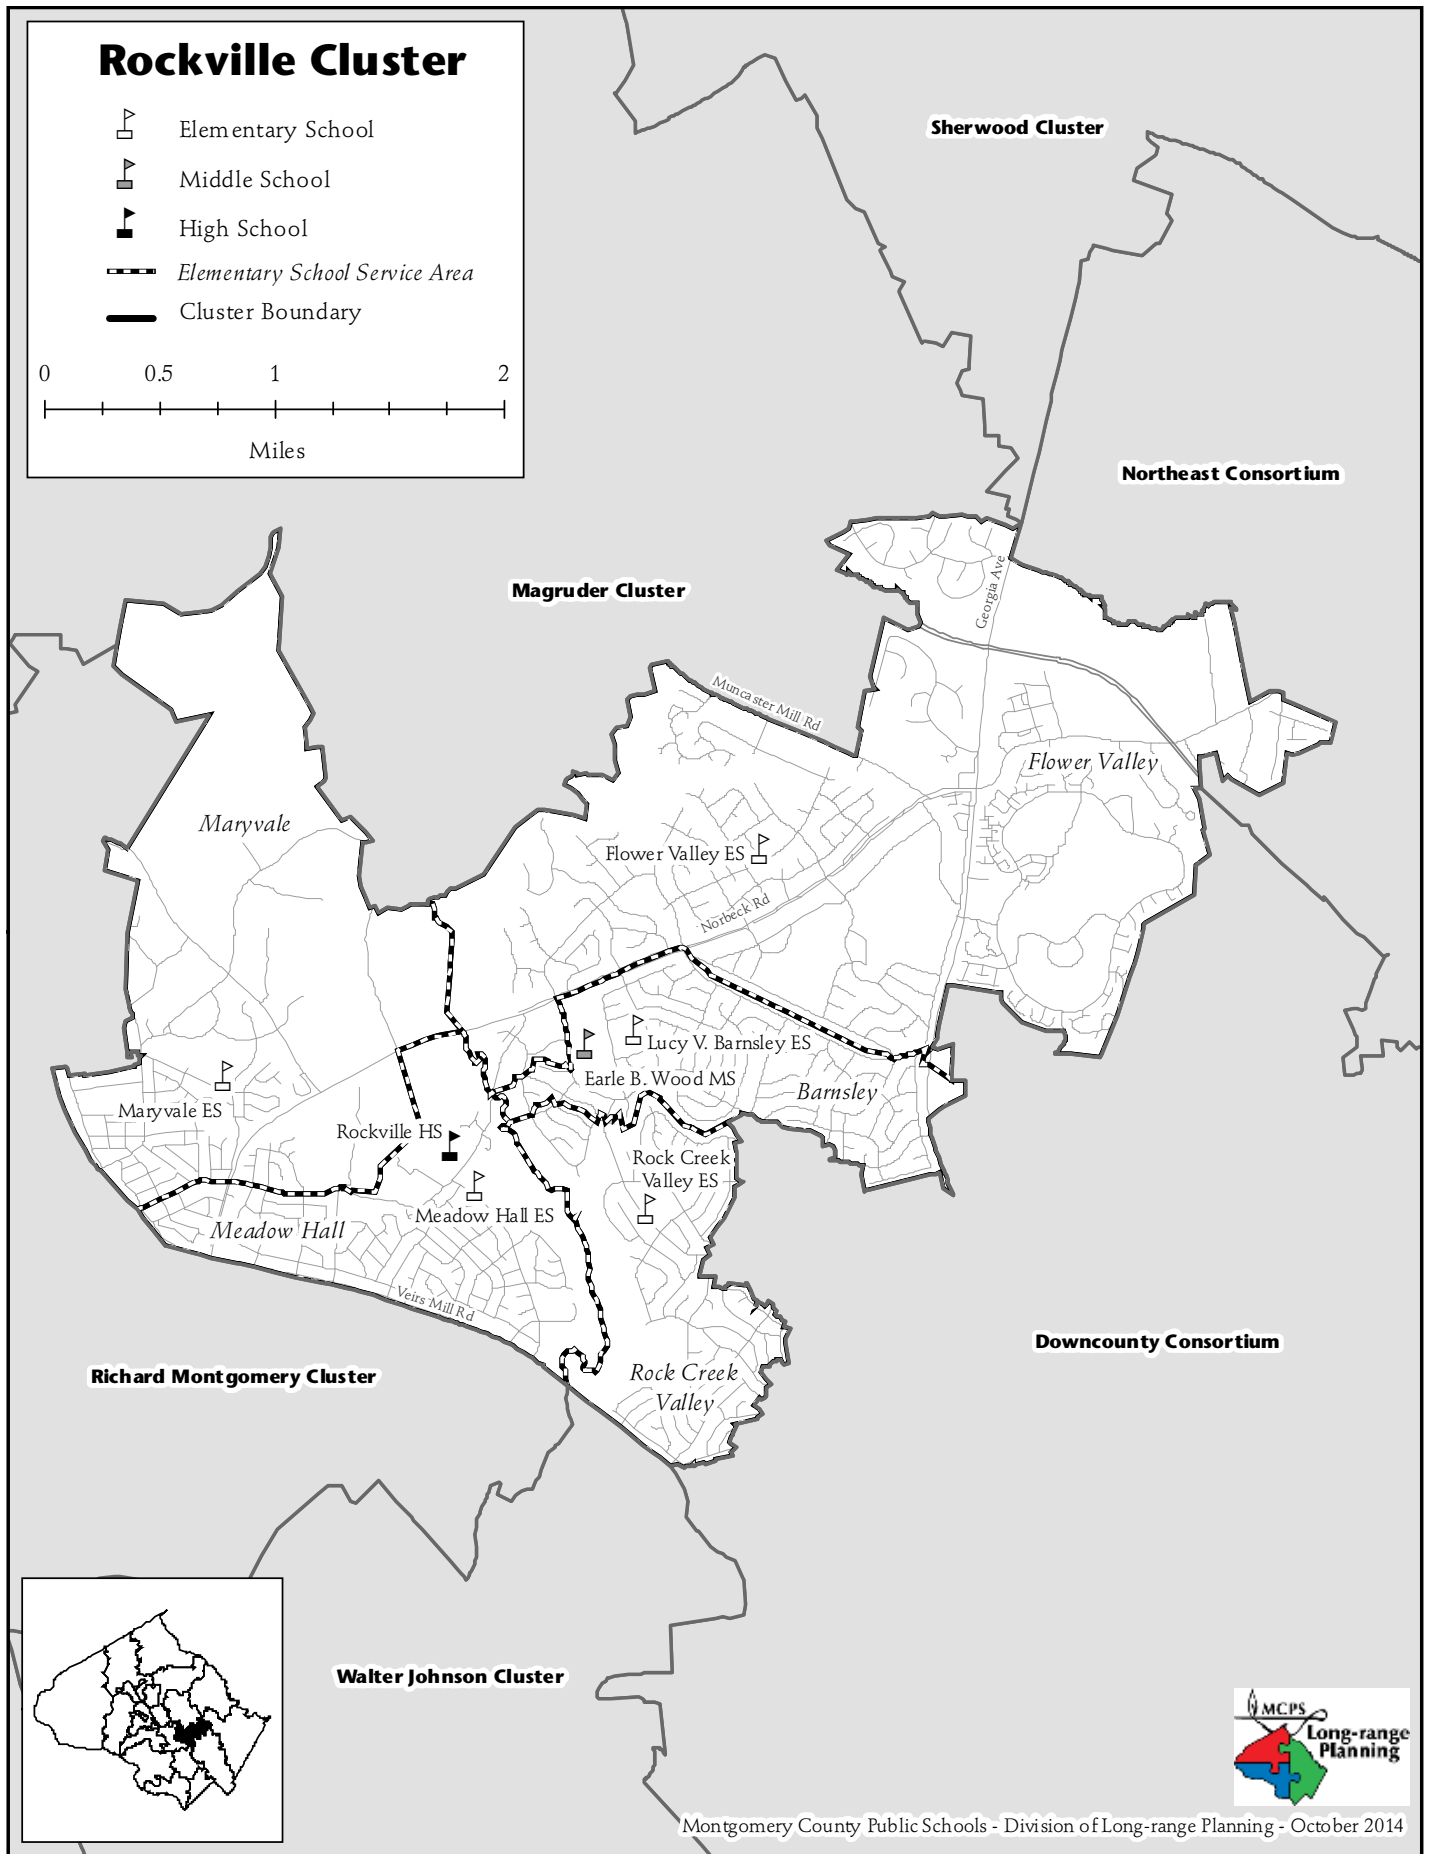 Rockville Cluster
Elementary School
Middle School
High School
Elementary School Service Area
Cluster Boundary
0 0.5 1 2
Miles
Sherwood Cluster
Northeast Consortium
Magruder Cluster
Georgia Ave
Muncaster Mill Rd
Flower Valley
Maryvale
Flower Valley ES
Norbeck Rd
Lucy V. Barnsley ES
Earle B. Wood MS
Barnsley
Maryvale ES
Rockville HS
Rock Creek
Valley ES
Meadow Hall ES
Meadow Hall
Veirs Mill Rd
Downcounty Consortium
Richard Montgomery Cluster
Rock Creek
Valley
Walter Johnson Cluster
MCPS
Long-range
Planning
Montgomery County Public Schools - Division of Long-range Planning - October 2014